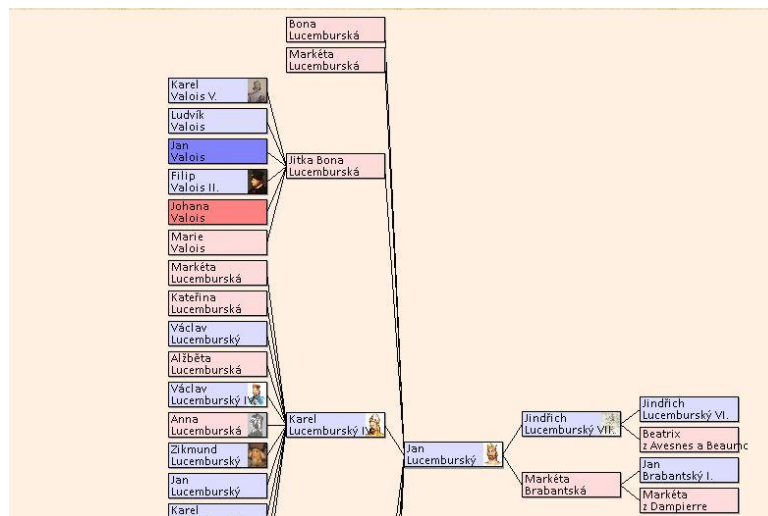 Bona
Lucemburská
Markéta
Lucemburská
Karel
Valois V.
Ludvík
Valois
Jan
Valois
Jitka Bona
Lucemburská
Filip
Valois II.
Johana
Valois
Marie
Valois
Markéta
Lucemburská
Kateřina
Lucemburská
Václav
Lucemburský
Alžběta
Lucemburská
Václav
Lucemburský IV.
Anna
Lucemburská
Karel
Lucemburský IV.
Zikmund
Lucemburský
Jan
Lucemburský
Karel
Jan
Lucemburský
Jindřich
Lucemburský VII.
Markéta
Brabantská
Jindřich
Lucemburský VI.
Beatrix
z Avesnes a Beaumo
Jan
Brabantský I.
Markéta
z Dampierre